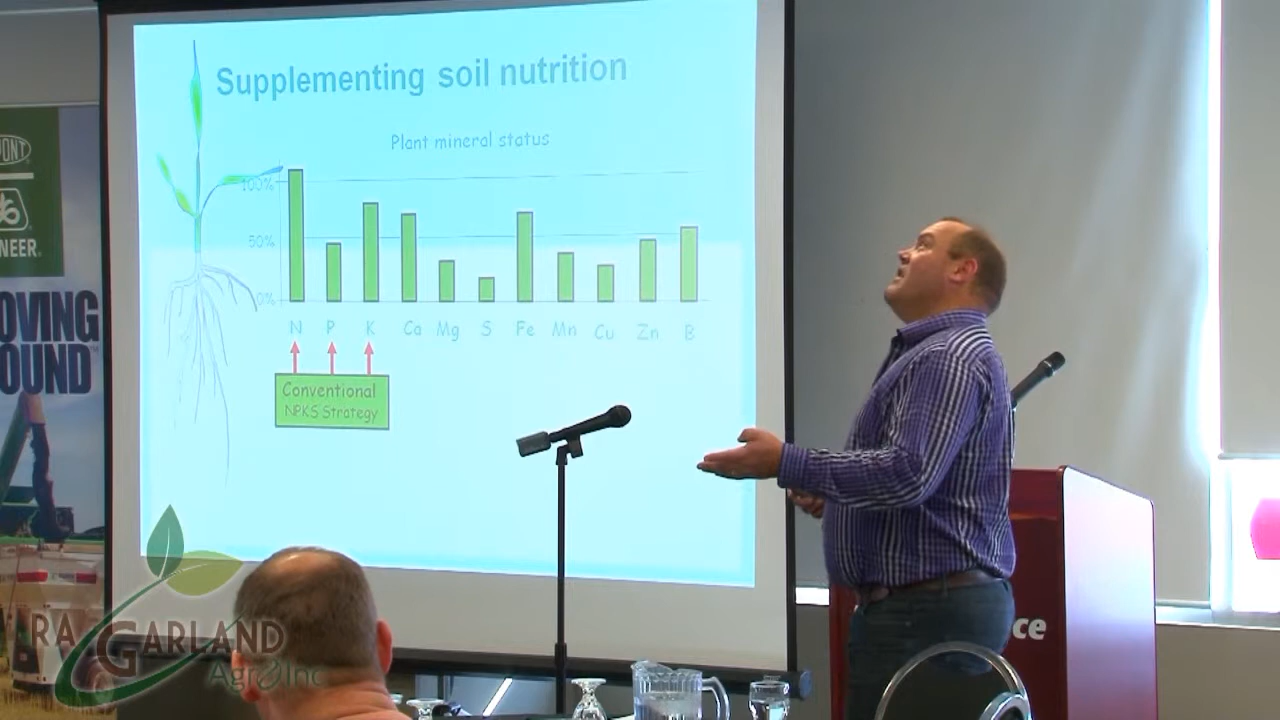 Supplementing soil nutrition
Plant mineral status
100%
50%
0%
N P K Ca Mg S Fe Mn Cu Zn B
Conventional
NPKS Strategy
PONT
NEER.
OVING
OUND
RA GARLAND
Agro Inc
ce